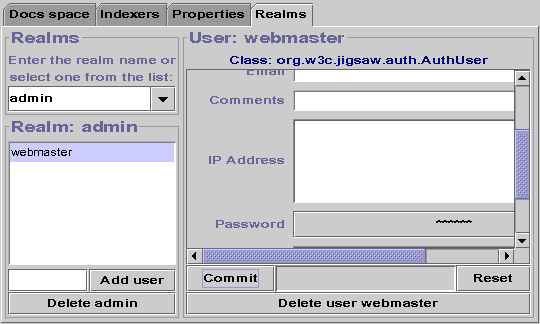 Docs space
Indexers
Properties
Realms
Realms
Enter the realm name or
select one from the list:
admin
Realm: admin
webmaster
Add user
Delete admin
User: webmaster
Class: org.w3c.jigsaw.auth.AuthUser
Email
Comments
IP Address
Password
Commit
Reset
Delete user webmaster